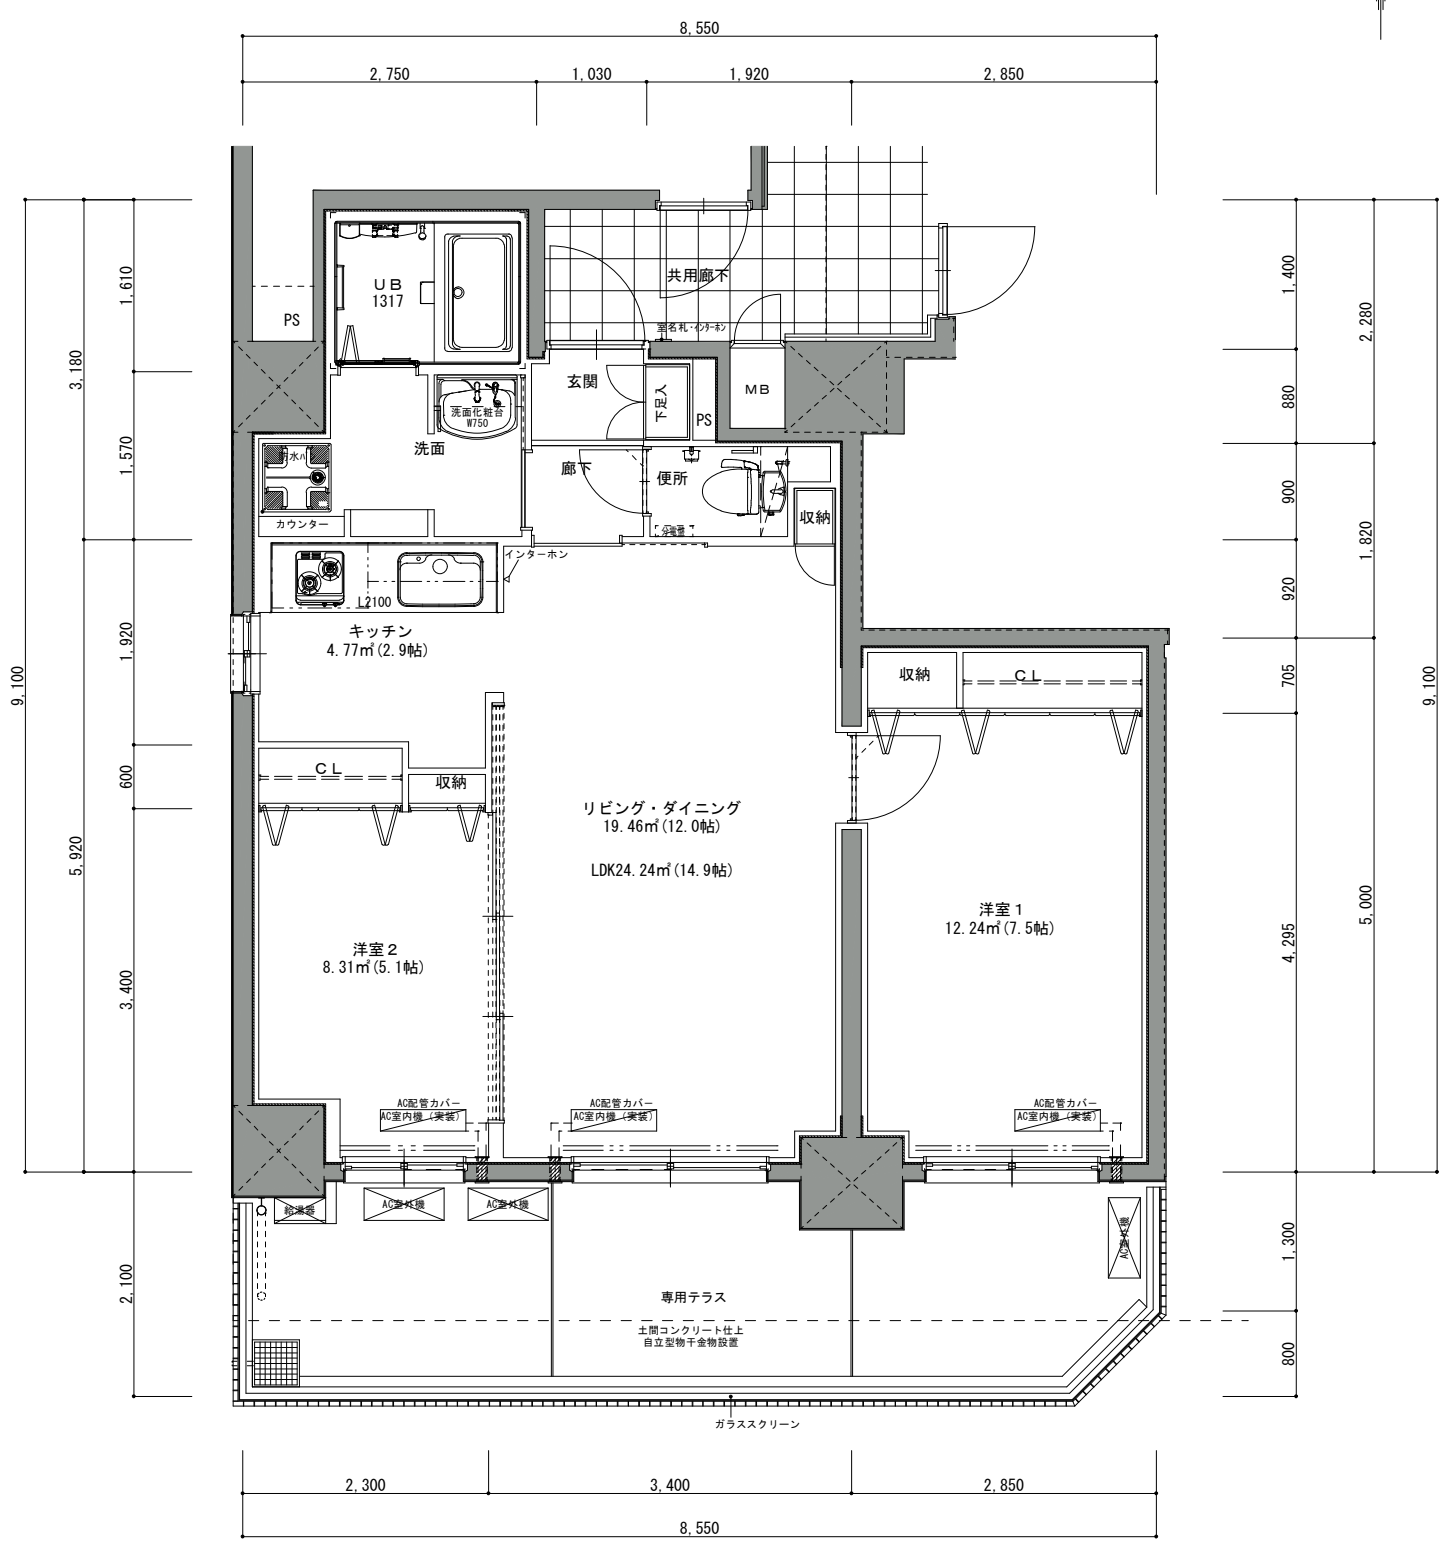 8,550
2,750
1,030
1,920
2,850
9,100
3,180
5,920
1,610
1,570
1,920
600
3,400
2,100
1,400
880
900
920
705
4,295
1,300
800
2,280
1,820
5,000
9,100
UB
1317
PS
共用廊下
室名札・インターホン
玄関
下足入
PS
MB
洗面化粧台
W750
洗面
廊下
便所
分電盤
収納
カウンター
インターホン
L2100
キッチン
4.77㎡(2.9帖)
収納
CL
CL
収納
リビング・ダイニング
19.46㎡(12.0帖)
LDK24.24㎡(14.9帖)
洋室1
12.24㎡(7.5帖)
洋室2
8.31㎡(5.1帖)
AC配管カバー
AC室内機(実装)
AC配管カバー
AC室内機(実装)
AC配管カバー
AC室内機(実装)
給湯器
AC室外機
AC室外機
AC室外機
専用テラス
土間コンクリート仕上
自立型物干金物設置
ガラススクリーン
2,300
3,400
2,850
8,550